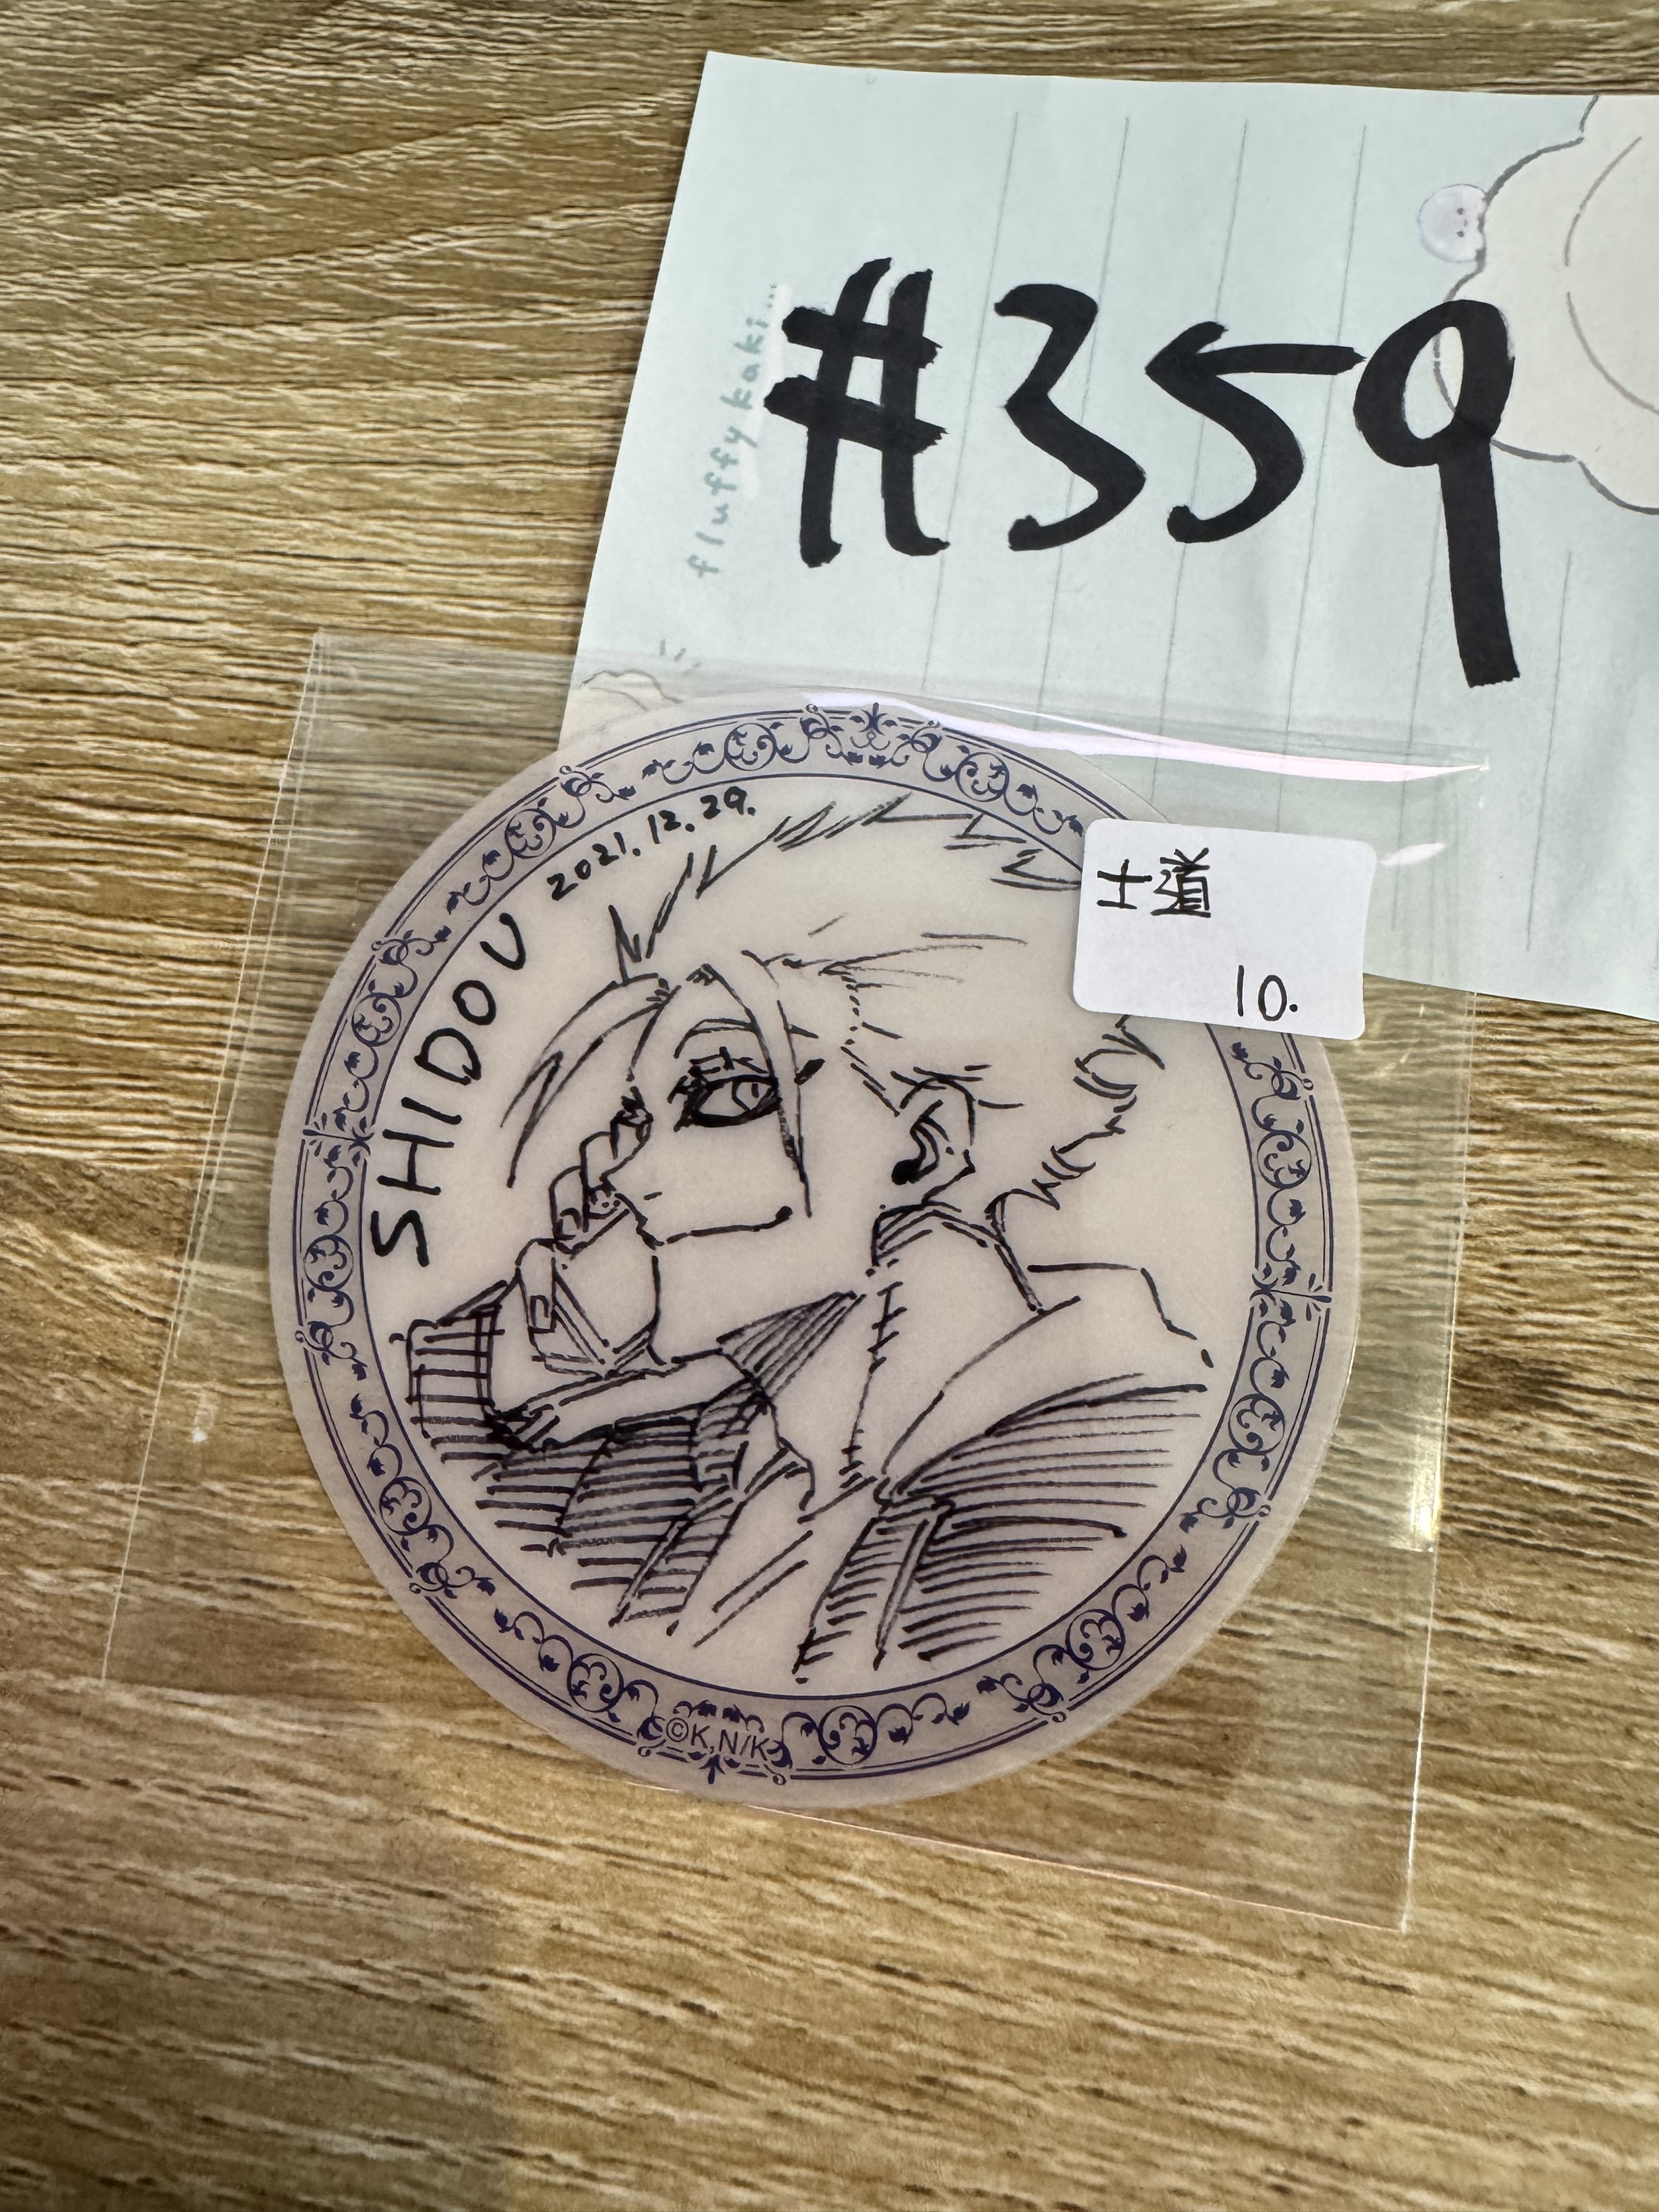 #359
fluffy kaki...
SHIDOU 2021.12.29.
士道
10.
©K,N/K